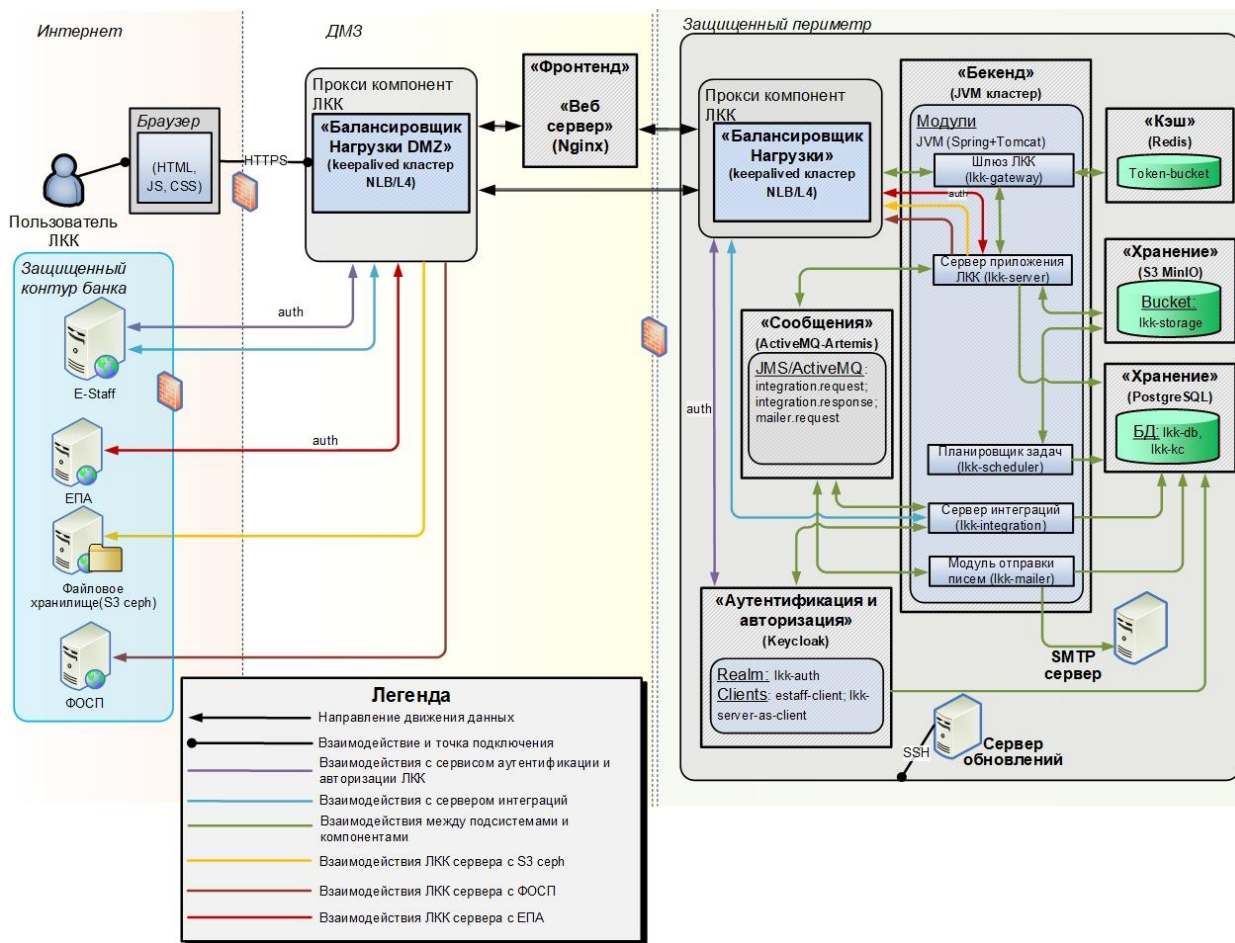 Интернет
ДМЗ
Защищенный периметр
Браузер
(HTML,
JS, CSS)
HTTPS
Пользователь
ЛКК
Прокси компонент
ЛКК
«Балансировщик
Нагрузки DMZ»
(keepalived кластер
NLB/L4)
«Фронтенд»
«Веб
сервер»
(Nginx)
Прокси компонент
ЛКК
«Балансировщик
Нагрузки»
(keepalived кластер
NLB/L4)
«Бекенд»
(JVM кластер)
Модули
JVM (Spring+Tomcat)
Шлюз ЛКК
(lkk-gateway)
auth
Сервер приложения
ЛКК (lkk-server)
Планировщик задач
(lkk-scheduler)
Сервер интеграций
(lkk-integration)
Модуль отправки
писем (lkk-mailer)
«Кэш»
(Redis)
Token-bucket
«Хранение»
(S3 MinIO)
Bucket:
lkk-storage
«Хранение»
(PostgreSQL)
БД: lkk-db,
lkk-kc
«Сообщения»
(ActiveMQ-Artemis)
JMS/ActiveMQ:
integration.request;
integration.response;
mailer.request
auth
«Аутентификация и
авторизация»
(Keycloak)
Realm: lkk-auth
Clients: estaff-client; lkk-
server-as-client
SMTP
сервер
SSH
Сервер
обновлений
Защищенный
контур банка
auth
E-Staff
auth
ЕПА
Файловое
хранилище(S3 ceph)
ФОСП
Легенда
Направление движения данных
Взаимодействие и точка подключения
Взаимодействия с сервисом аутентификации и
авторизации ЛКК
Взаимодействия с сервером интеграций
Взаимодействия между подсистемами и
компонентами
Взаимодействия ЛКК сервера с S3 ceph
Взаимодействия ЛКК сервера с ФОСП
Взаимодействия ЛКК сервера с ЕПА